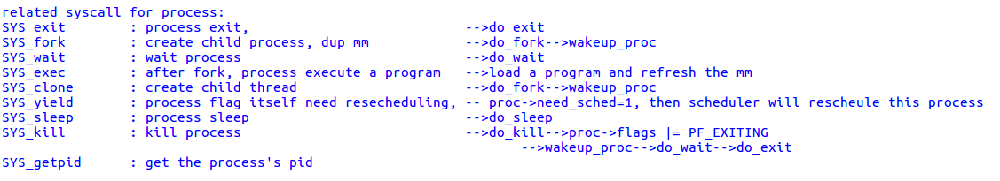 related syscall for process:
SYS_exit        : process exit,                           -->do_exit
SYS_fork        : create child process, dup mm            -->do_fork-->wakeup_proc
SYS_wait        : wait process                            -->do_wait
SYS_exec        : after fork, process execute a program   -->load a program and refresh the mm
SYS_clone       : create child thread                     -->do_fork-->wakeup_proc
SYS_yield       : process flag itself need resecheduling, -- proc->need_sched=1, then scheduler will rescheule this process
SYS_sleep       : process sleep                           -->do_sleep
SYS_kill        : kill process                            -->do_kill-->proc->flags |= PF_EXITING
                                                                 -->wakeup_proc-->do_wait-->do_exit
SYS_getpid      : get the process's pid